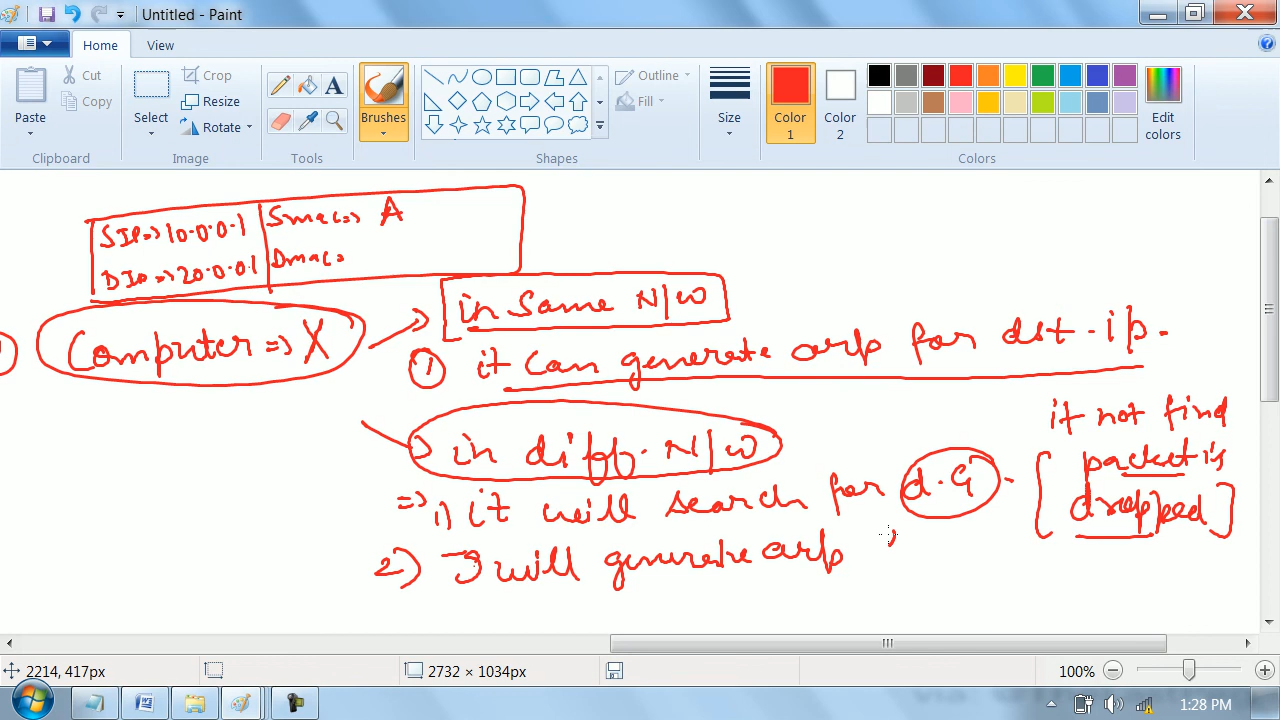 Untitled - Paint
Home View
Paste
Cut
Copy
Clipboard
Select
Crop
Resize
Rotate
Image
A
Tools
Brushes
Outline
Fill
Shapes
Size
Color 1
Color 2
Edit colors
Colors
SIP=>10.0.0.1 Smac=> A
DIP=>20.0.0.1 Dmac=
Computer => X
in Same N/W
① it can generate arp for dst.ip.
in diff. N/W
=> 1) it will search for d.G -
it not find
[packet is
dropped]
2) I will generate arp
2214, 417px
2732 × 1034px
100%
1:28 PM